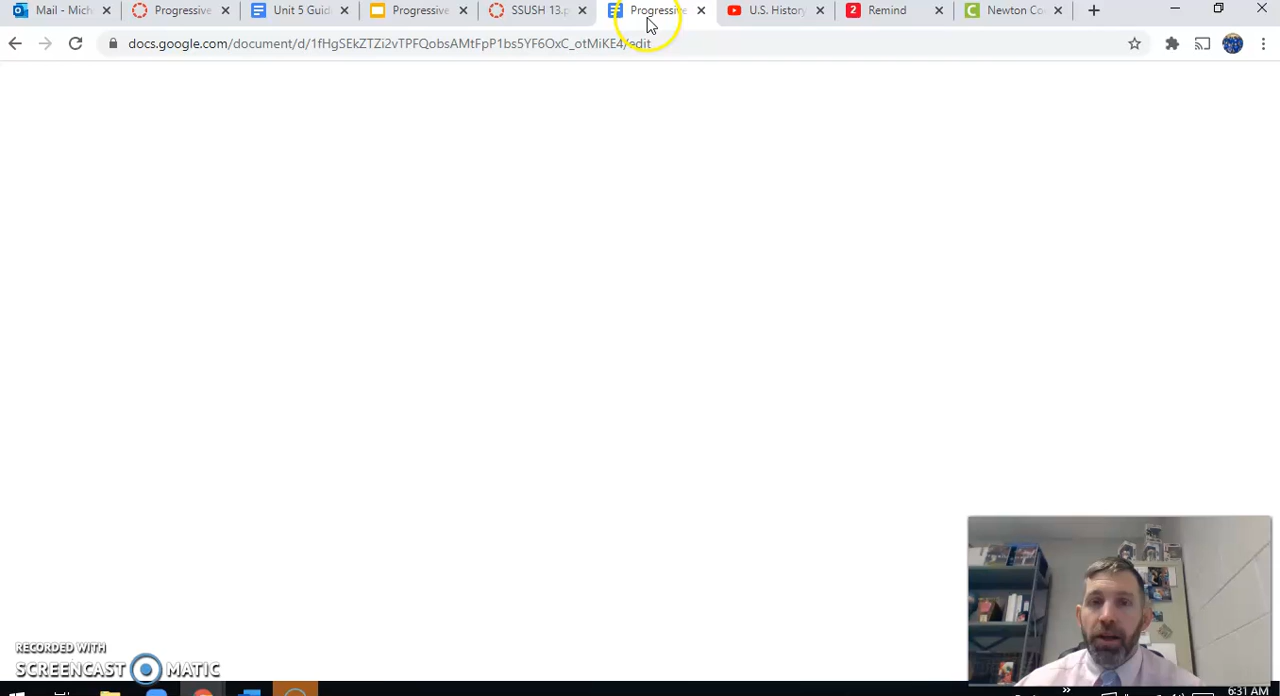 Mail - Mich
Progressive
Unit 5 Guid
Progressive
SSUSH 13.p
Progressive
U.S. History
2
Remind
C
Newton Co
docs.google.com/document/d/1fHgSEkZTZi2vTPFQobsAMtFpP1bs5YF6OxC_otMiKE4/edit
RECORDED WITH
SCREENCAST MATIC
6:31 AM